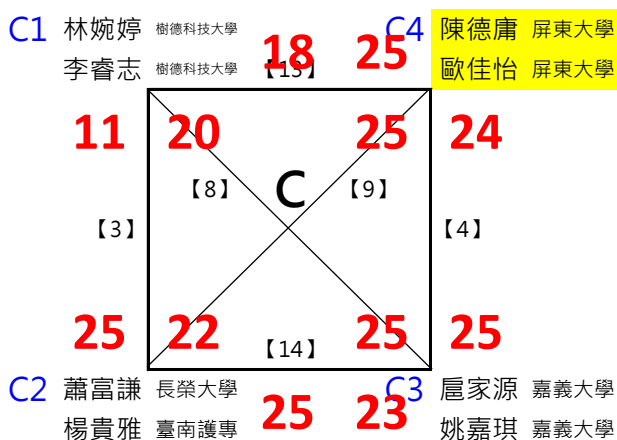 C1 林婉婷 樹德科技大學 18 25 C4 陳德庸 屏東大學
李睿志 樹德科技大學 【13】 歐佳怡 屏東大學
11 20 25 24
【8】 C 【9】
【3】 【4】
25 22 25 25
【14】
C2 蕭富謙 長榮大學 25 23 C3 扈家源 嘉義大學
楊貴雅 臺南護專 姚嘉琪 嘉義大學